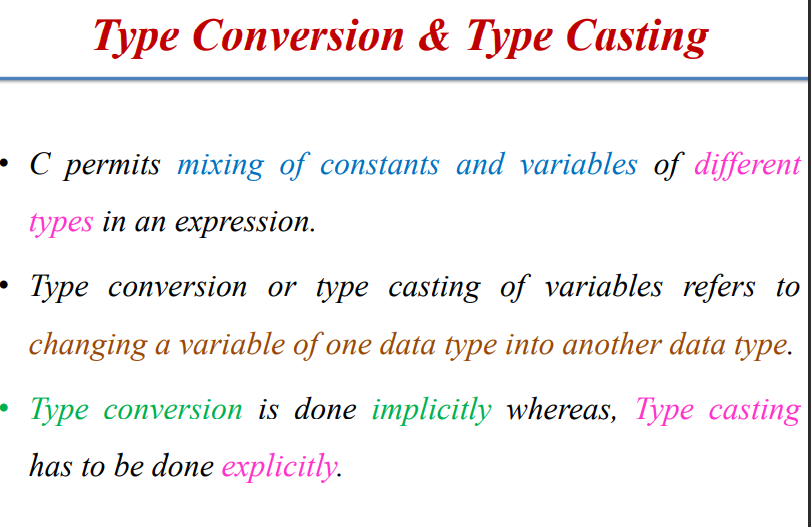 Type Conversion & Type Casting
• C permits mixing of constants and variables of different
types in an expression.
• Type conversion or type casting of variables refers to
changing a variable of one data type into another data type.
• Type conversion is done implicitly whereas, Type casting
has to be done explicitly.